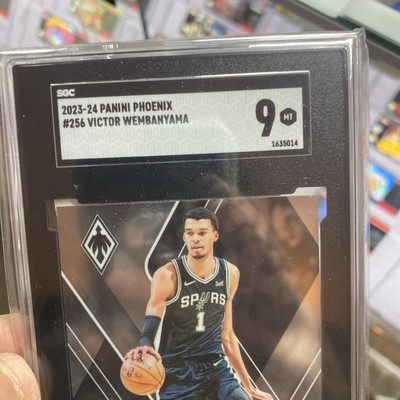 SGC
2023-24 PANINI PHOENIX
#256 VICTOR WEMBANYAMA
9
MT
1635014
SPURS
1